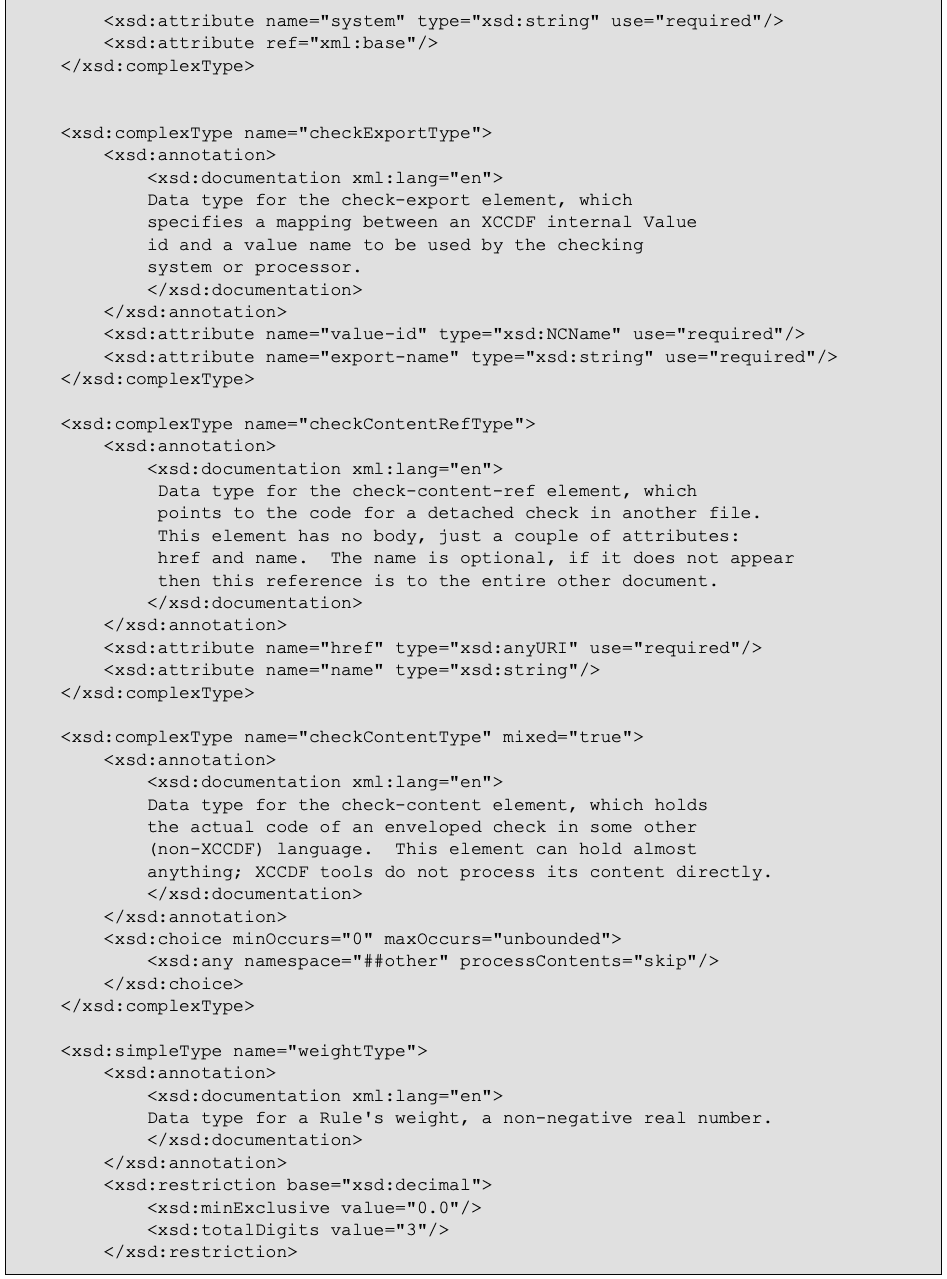 <xsd:attribute name="system" type="xsd:string" use="required"/>
<xsd:attribute ref="xml:base"/>
</xsd:complexType>
<xsd:complexType name="checkExportType">
<xsd:annotation>
<xsd:documentation xml:lang="en">
Data type for the check-export element, which
specifies a mapping between an XCCDF internal Value
id and a value name to be used by the checking
system or processor.
</xsd:documentation>
</xsd:annotation>
<xsd:attribute name="value-id" type="xsd:NCName" use="required"/>
<xsd:attribute name="export-name" type="xsd:string" use="required"/>
</xsd:complexType>
<xsd:complexType name="checkContentRefType">
<xsd:annotation>
<xsd:documentation xml:lang="en">
Data type for the check-content-ref element, which
points to the code for a detached check in another file.
This element has no body, just a couple of attributes:
href and name.  The name is optional, if it does not appear
then this reference is to the entire other document.
</xsd:documentation>
</xsd:annotation>
<xsd:attribute name="href" type="xsd:anyURI" use="required"/>
<xsd:attribute name="name" type="xsd:string"/>
</xsd:complexType>
<xsd:complexType name="checkContentType" mixed="true">
<xsd:annotation>
<xsd:documentation xml:lang="en">
Data type for the check-content element, which holds
the actual code of an enveloped check in some other
(non-XCCDF) language.  This element can hold almost
anything; XCCDF tools do not process its content directly.
</xsd:documentation>
</xsd:annotation>
<xsd:choice minOccurs="0" maxOccurs="unbounded">
<xsd:any namespace="##other" processContents="skip"/>
</xsd:choice>
</xsd:complexType>
<xsd:simpleType name="weightType">
<xsd:annotation>
<xsd:documentation xml:lang="en">
Data type for a Rule's weight, a non-negative real number.
</xsd:documentation>
</xsd:annotation>
<xsd:restriction base="xsd:decimal">
<xsd:minExclusive value="0.0"/>
<xsd:totalDigits value="3"/>
</xsd:restriction>